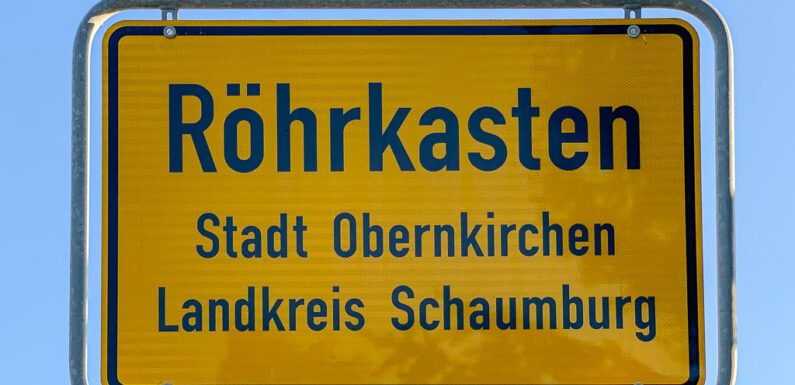 Röhrkasten
Stadt Obernkirchen
Landkreis Schaumburg